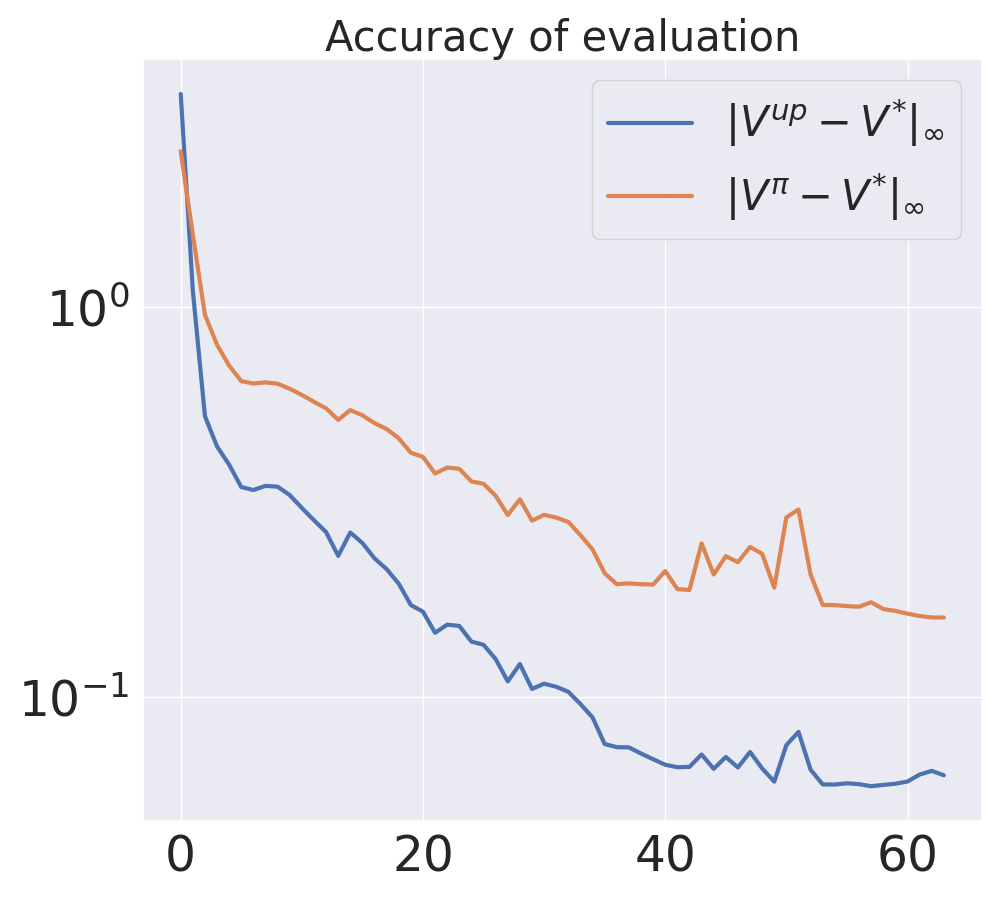 Accuracy of evaluation
|V^{up} − V^*|_∞
|V^π − V^*|_∞
10^0
10^{−1}
0 20 40 60